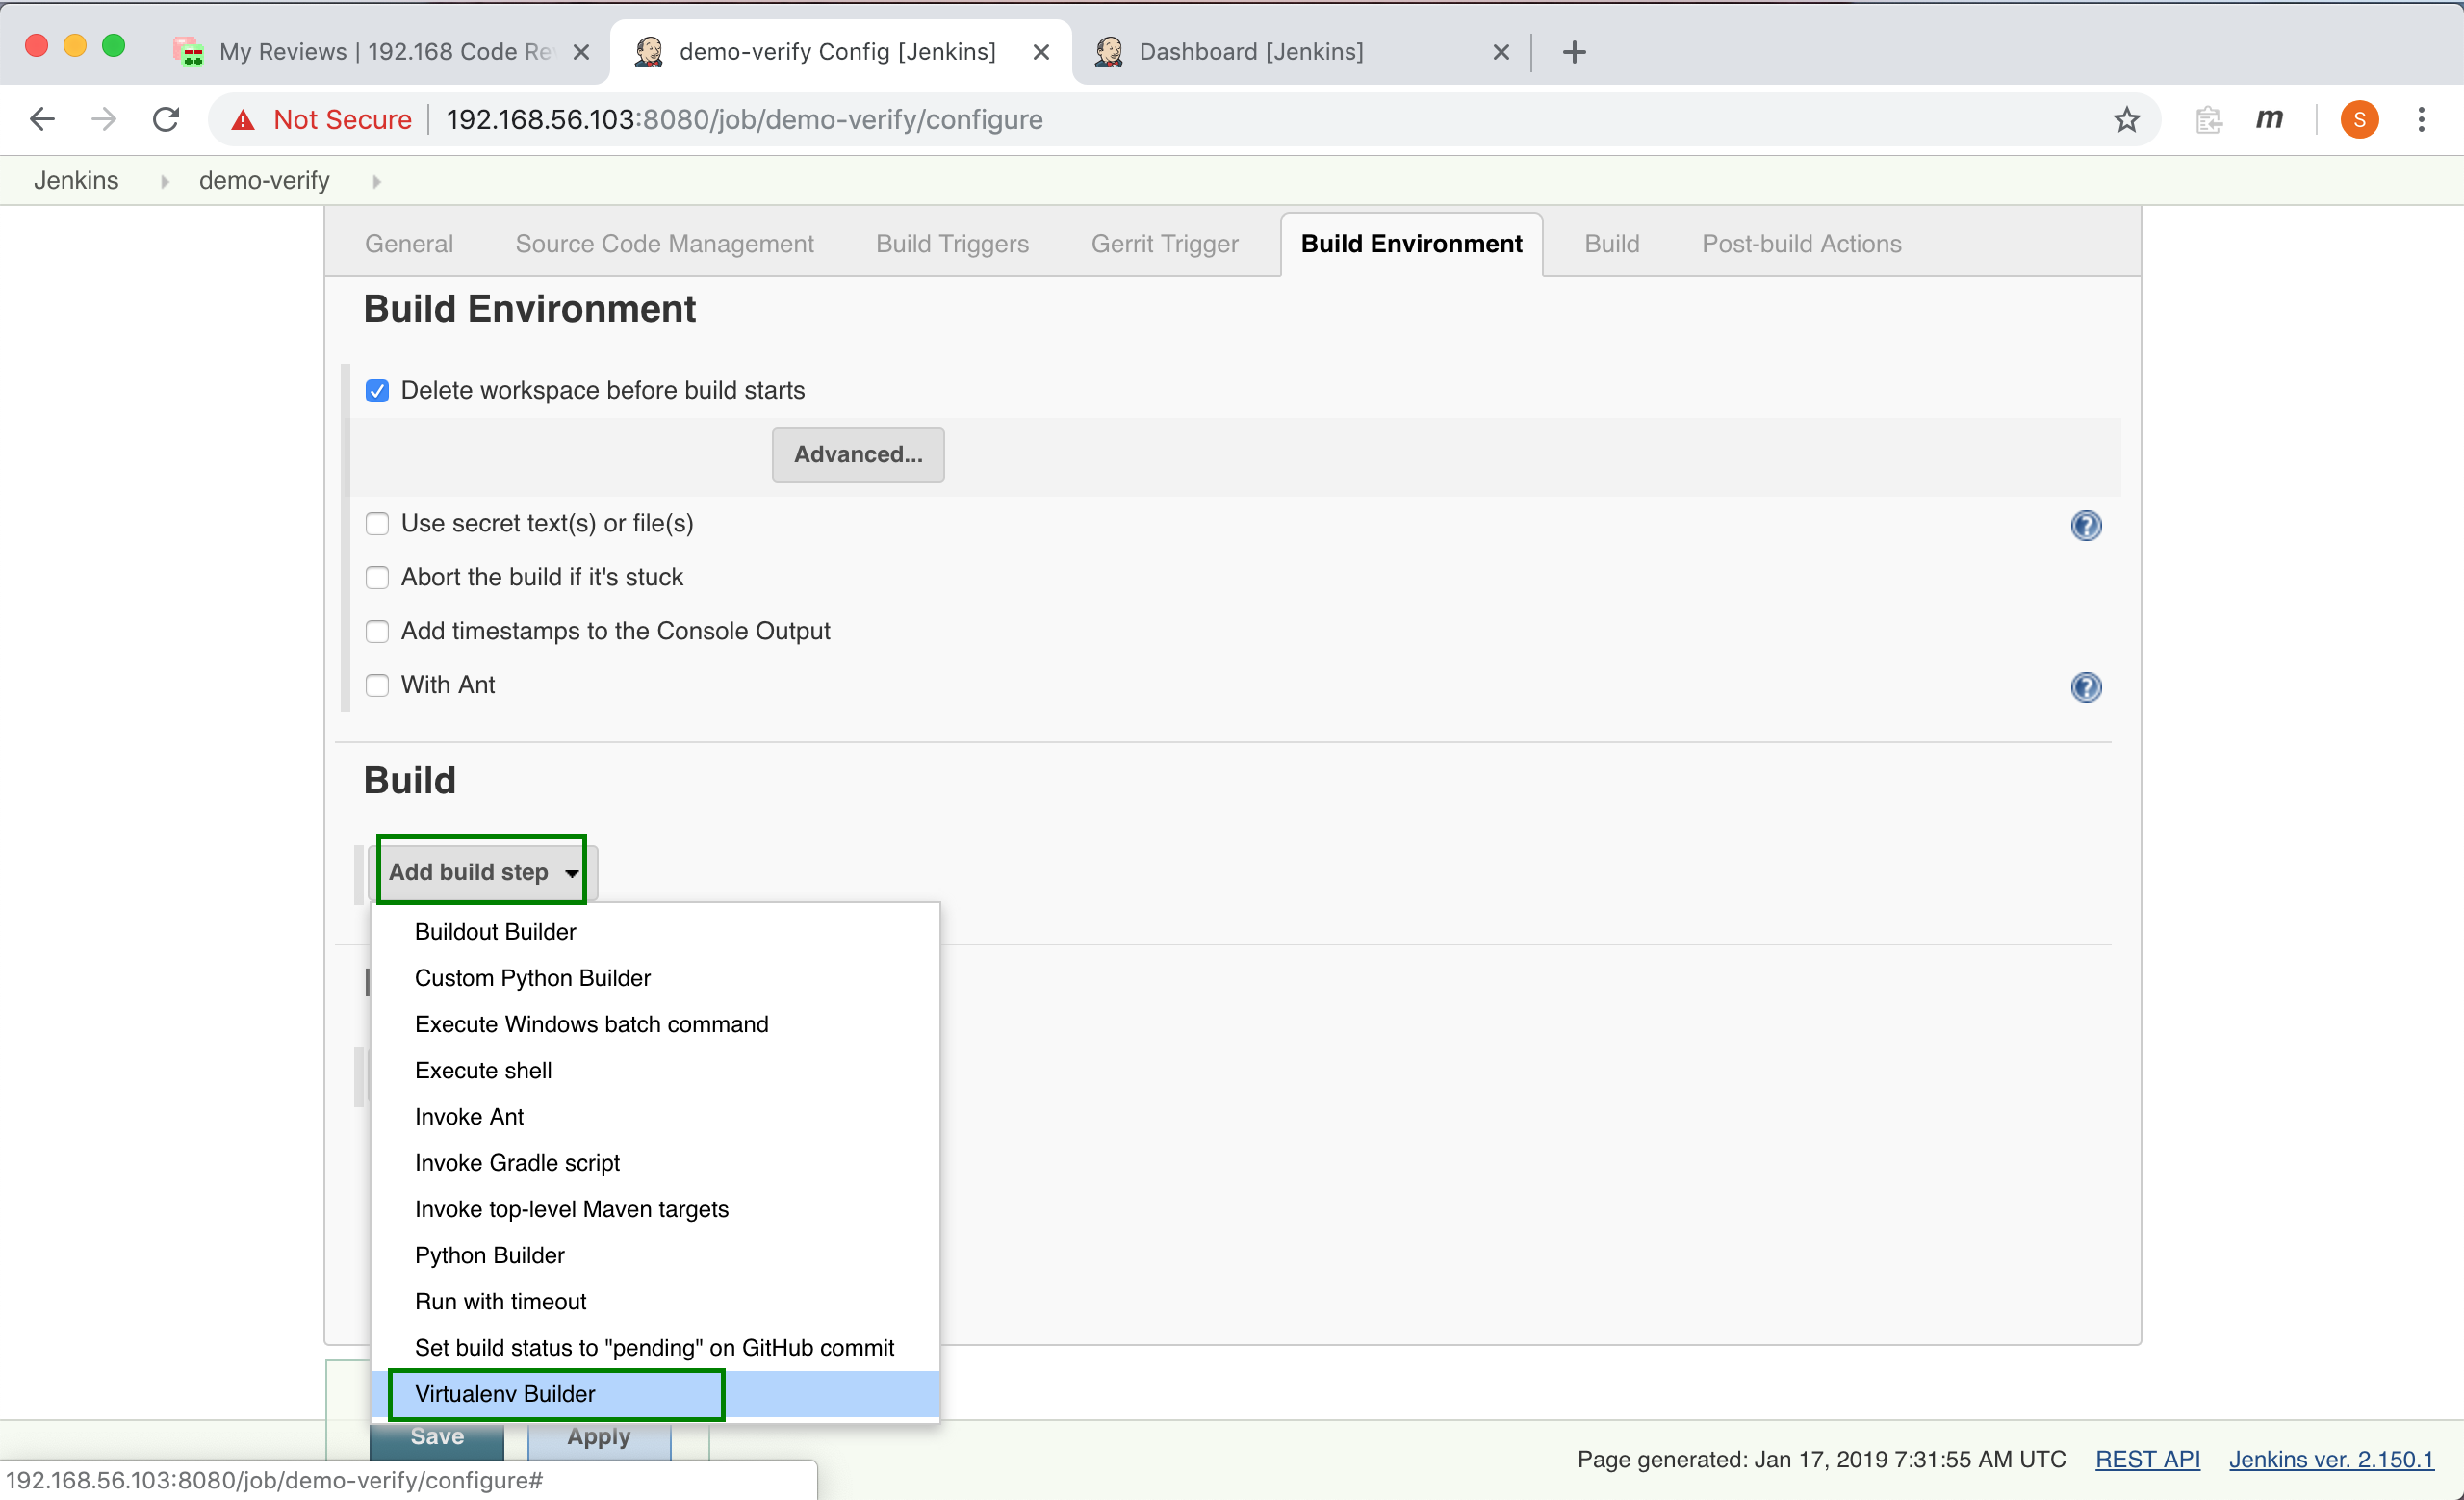 My Reviews | 192.168 Code Re
demo-verify Config [Jenkins]
Dashboard [Jenkins]
Not Secure
192.168.56.103:8080/job/demo-verify/configure
m
S
Jenkins
demo-verify
General
Source Code Management
Build Triggers
Gerrit Trigger
Build Environment
Build
Post-build Actions
Build Environment
Delete workspace before build starts
Advanced...
Use secret text(s) or file(s)
?
Abort the build if it's stuck
Add timestamps to the Console Output
With Ant
?
Build
Add build step
Buildout Builder
Custom Python Builder
Execute Windows batch command
Execute shell
Invoke Ant
Invoke Gradle script
Invoke top-level Maven targets
Python Builder
Run with timeout
Set build status to "pending" on GitHub commit
Virtualenv Builder
Save
Apply
Page generated: Jan 17, 2019 7:31:55 AM UTC
REST API
Jenkins ver. 2.150.1
192.168.56.103:8080/job/demo-verify/configure#